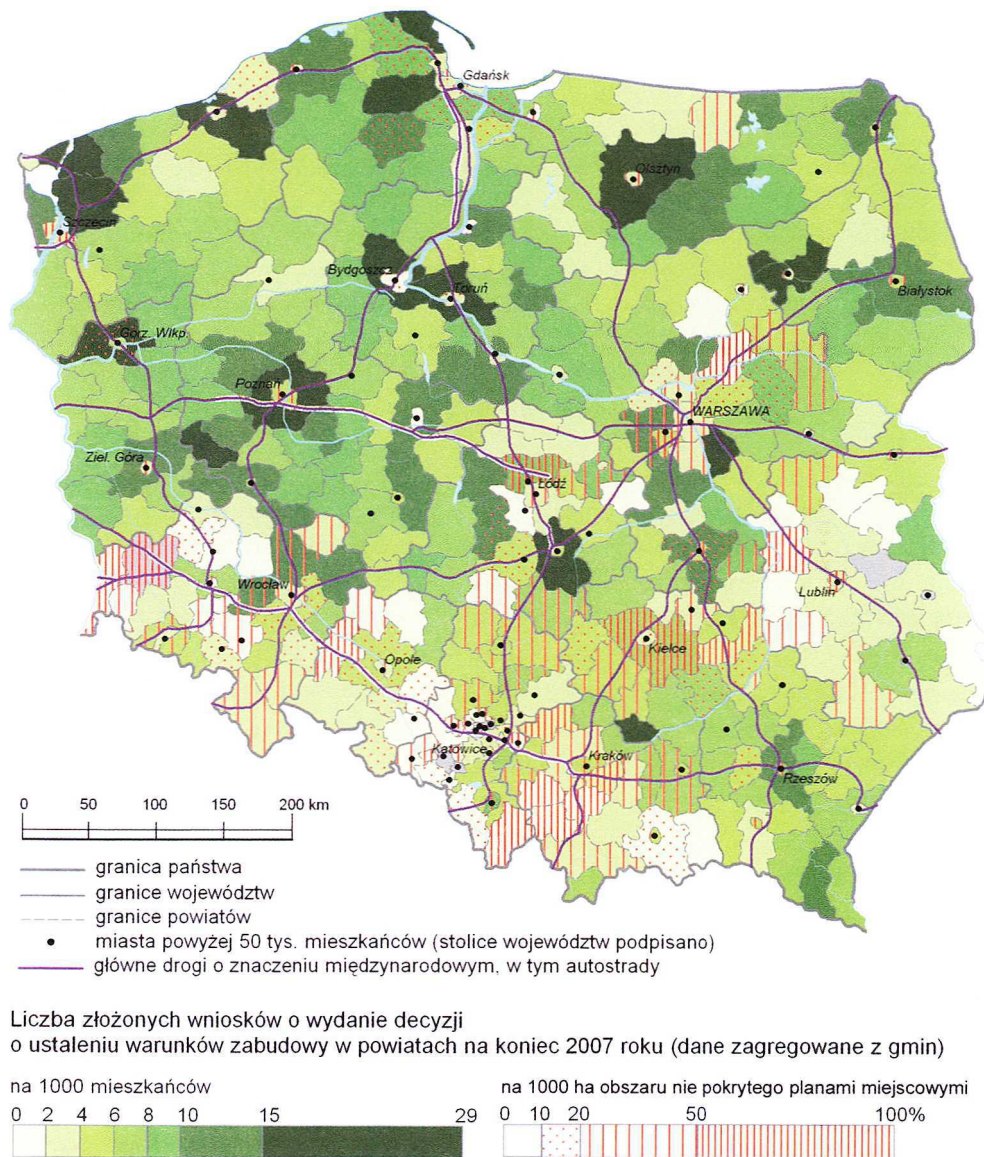 Gdańsk
Olsztyn
Szczecin
Bydgoszcz
Toruń
Białystok
Gorz. Wlkp.
Poznań
WARSZAWA
Ziel. Góra
Łódź
Wrocław
Lublin
Opole
Kielce
Katowice
Kraków
Rzeszów
0 50 100 150 200 km
granica państwa
granice województw
granice powiatów
miasta powyżej 50 tys. mieszkańców (stolice województw podpisano)
główne drogi o znaczeniu międzynarodowym, w tym autostrady
Liczba złożonych wniosków o wydanie decyzji
o ustaleniu warunków zabudowy w powiatach na koniec 2007 roku (dane zagregowane z gmin)
na 1000 mieszkańców
0 2 4 6 8 10 15 29
na 1000 ha obszaru nie pokrytego planami miejscowymi
0 10 20 50 100%